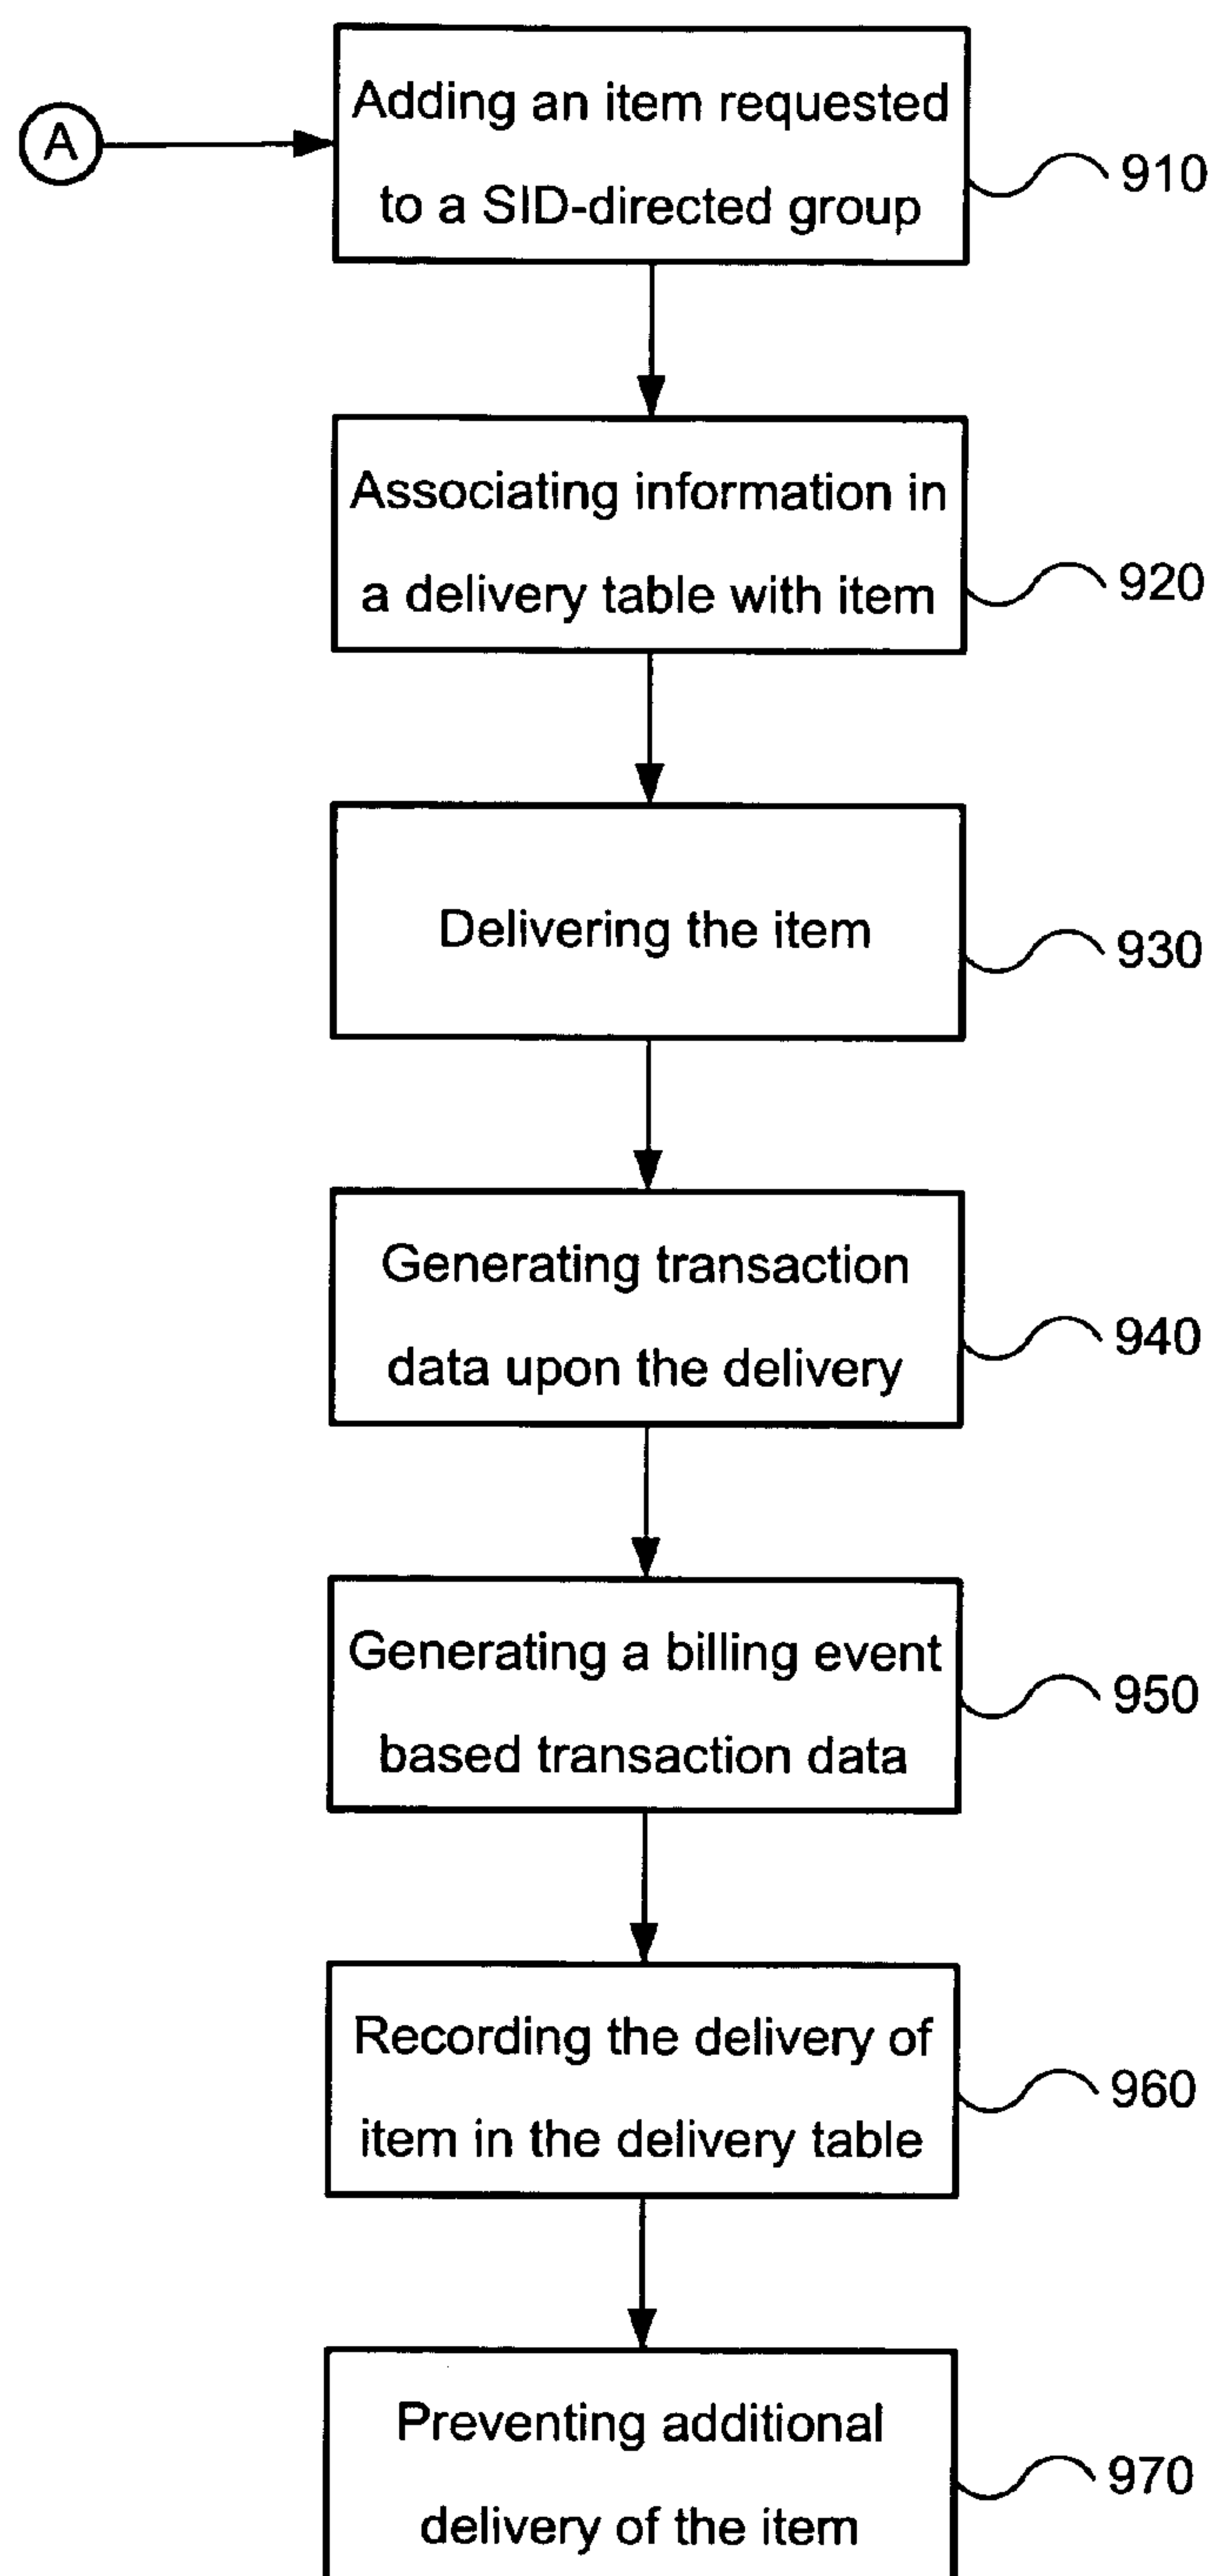 A
Adding an item requested
to a SID-directed group
910
Associating information in
a delivery table with item
920
Delivering the item
930
Generating transaction
data upon the delivery
940
Generating a billing event
based transaction data
950
Recording the delivery of
item in the delivery table
960
Preventing additional
delivery of the item
970